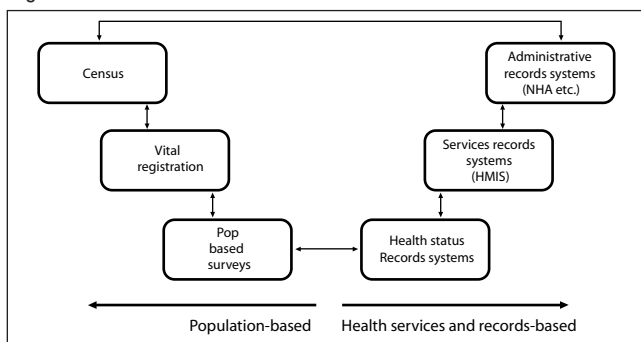 Census
Administrative
records systems
(NHA etc.)
Vital
registration
Services records
systems
(HMIS)
Pop
based
surveys
Health status
Records systems
Population-based
Health services and records-based